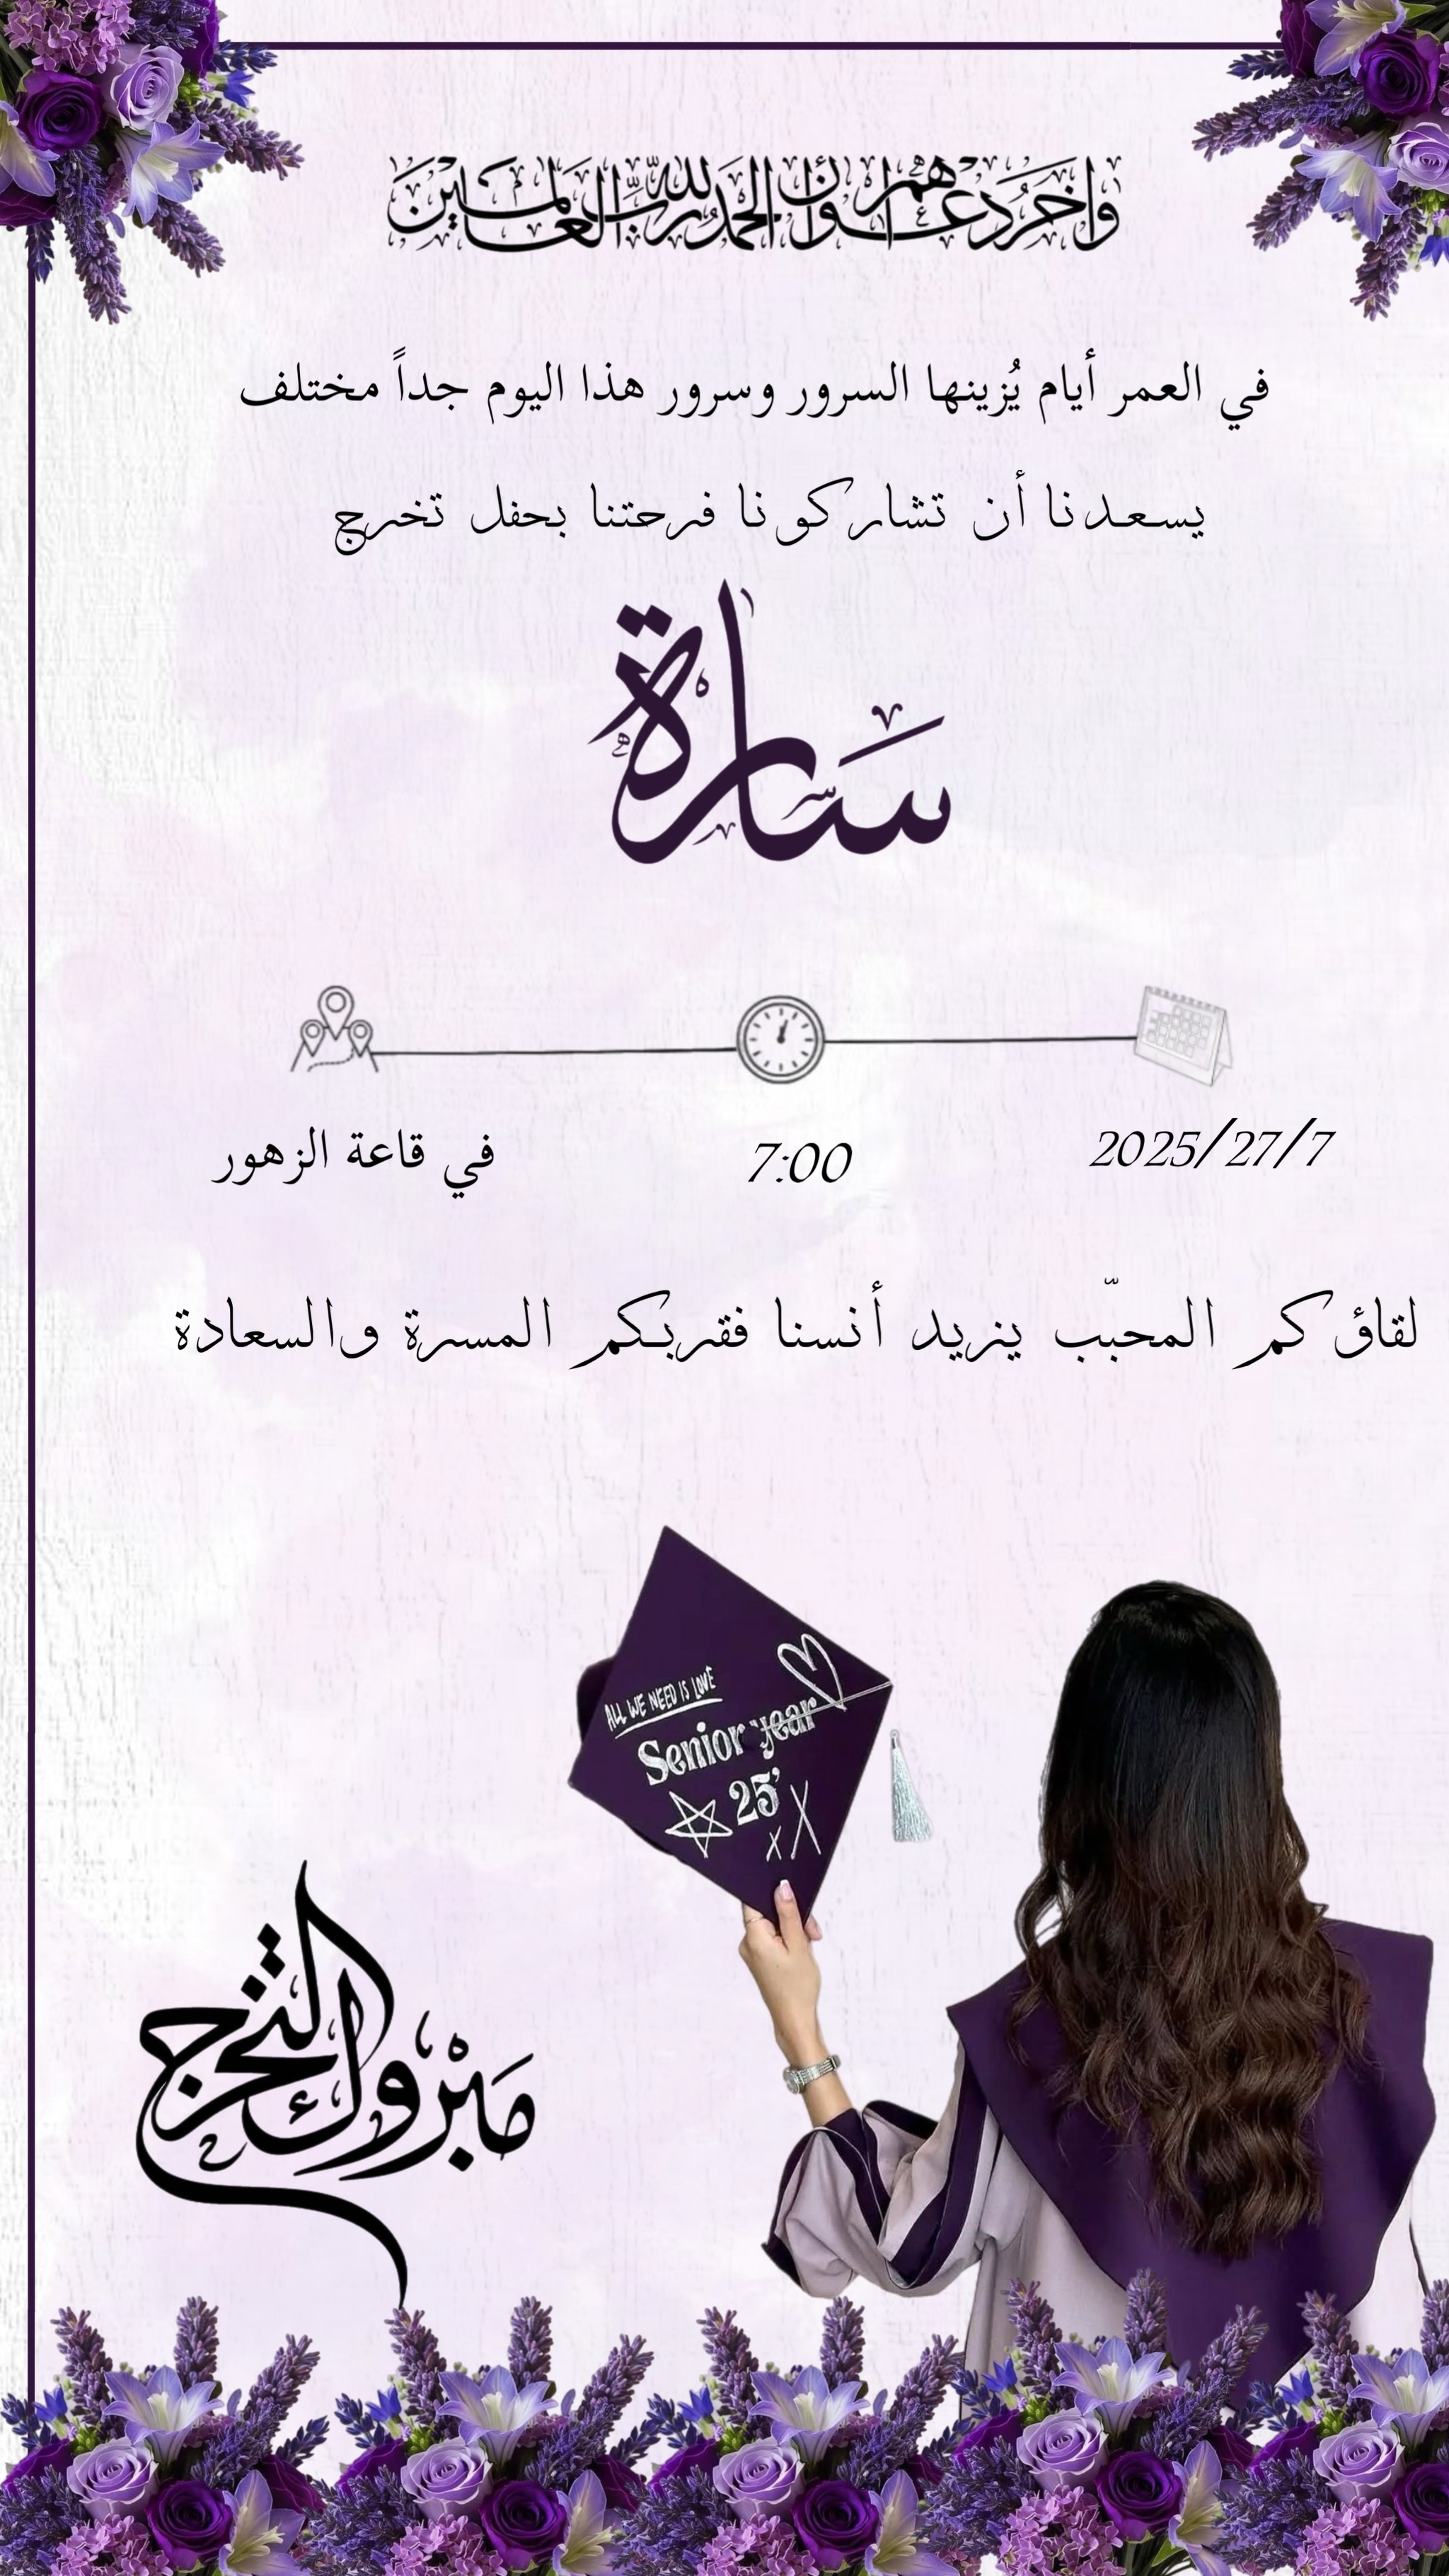 وآخر دعواهم أن الحمد لله رب العالمين
في العمر أيام يُزينها السرور وسرور هذا اليوم جداً مختلف
يسعدنا أن تشاركونا فرحتنا بحفل تخرج
سارة
2025/27/7
7:00
في قاعة الزهور
لقاؤكم المحبّب يزيد أنسنا فقربكم المسرة والسعادة
ALL WE NEED IS LOVE
Senior year
25'
مبروك التخرج